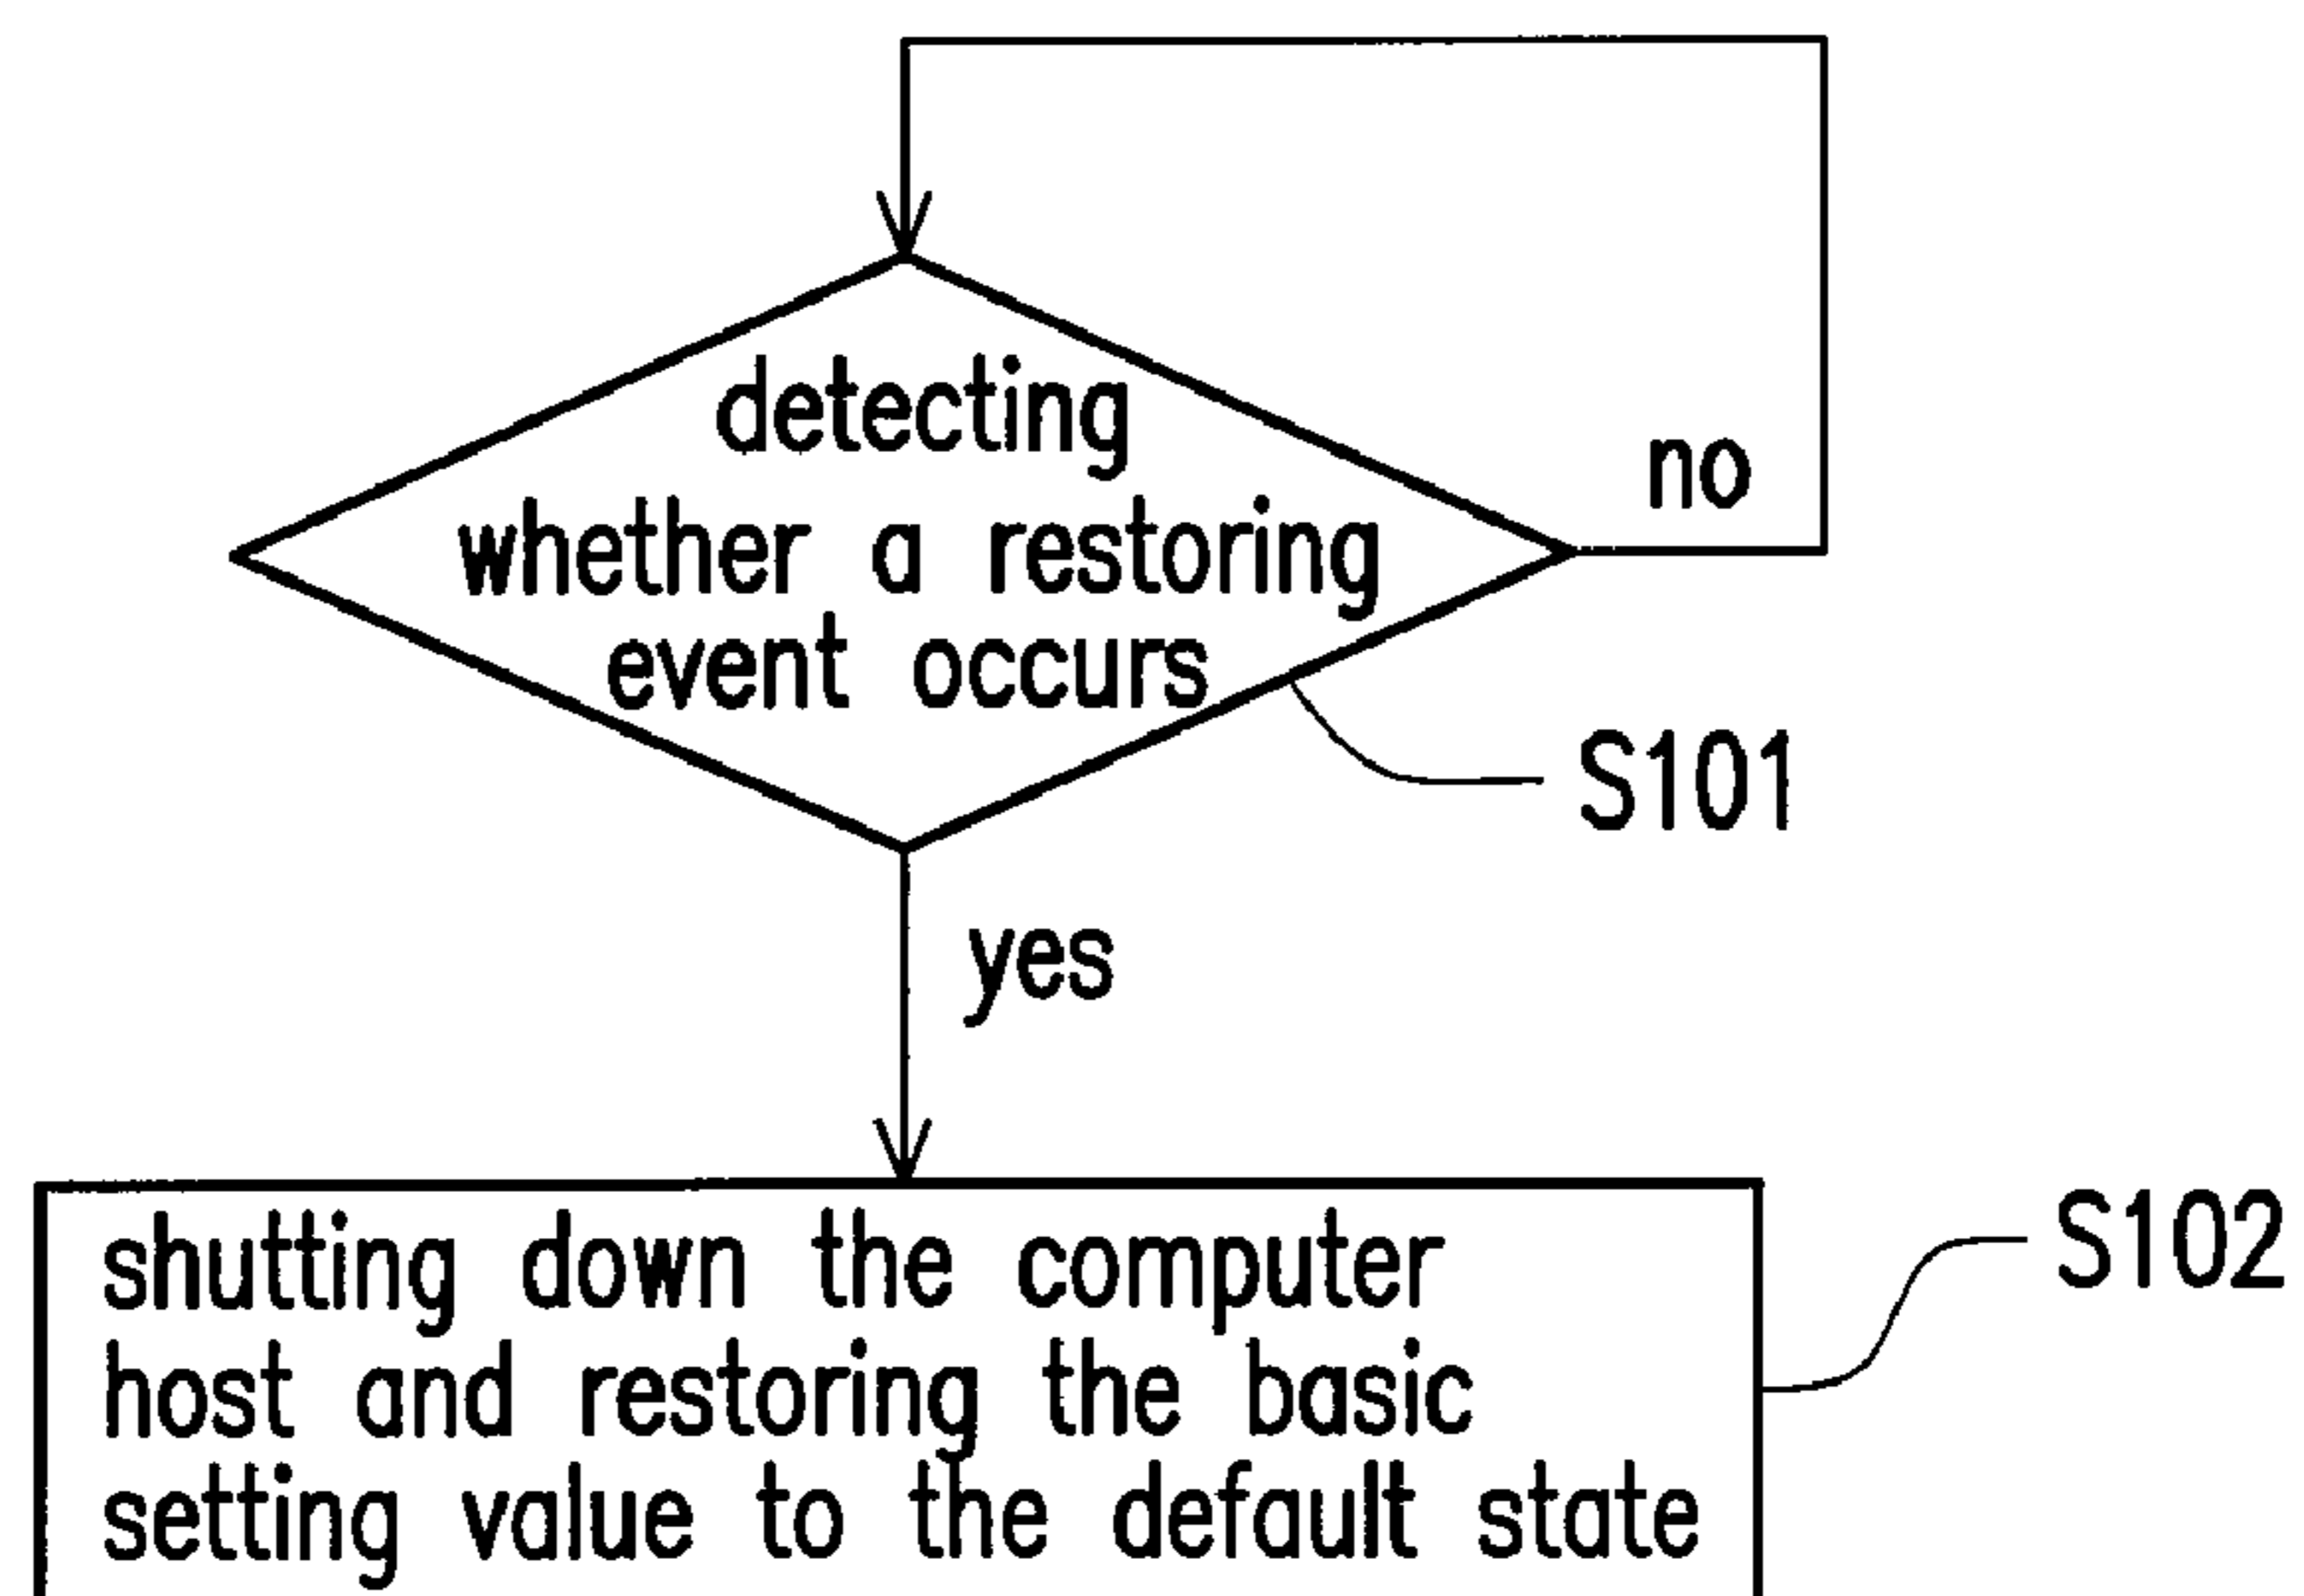 detecting
whether a restoring
event occurs
no
S101
yes
shutting down the computer
host and restoring the basic
setting value to the default state
S102